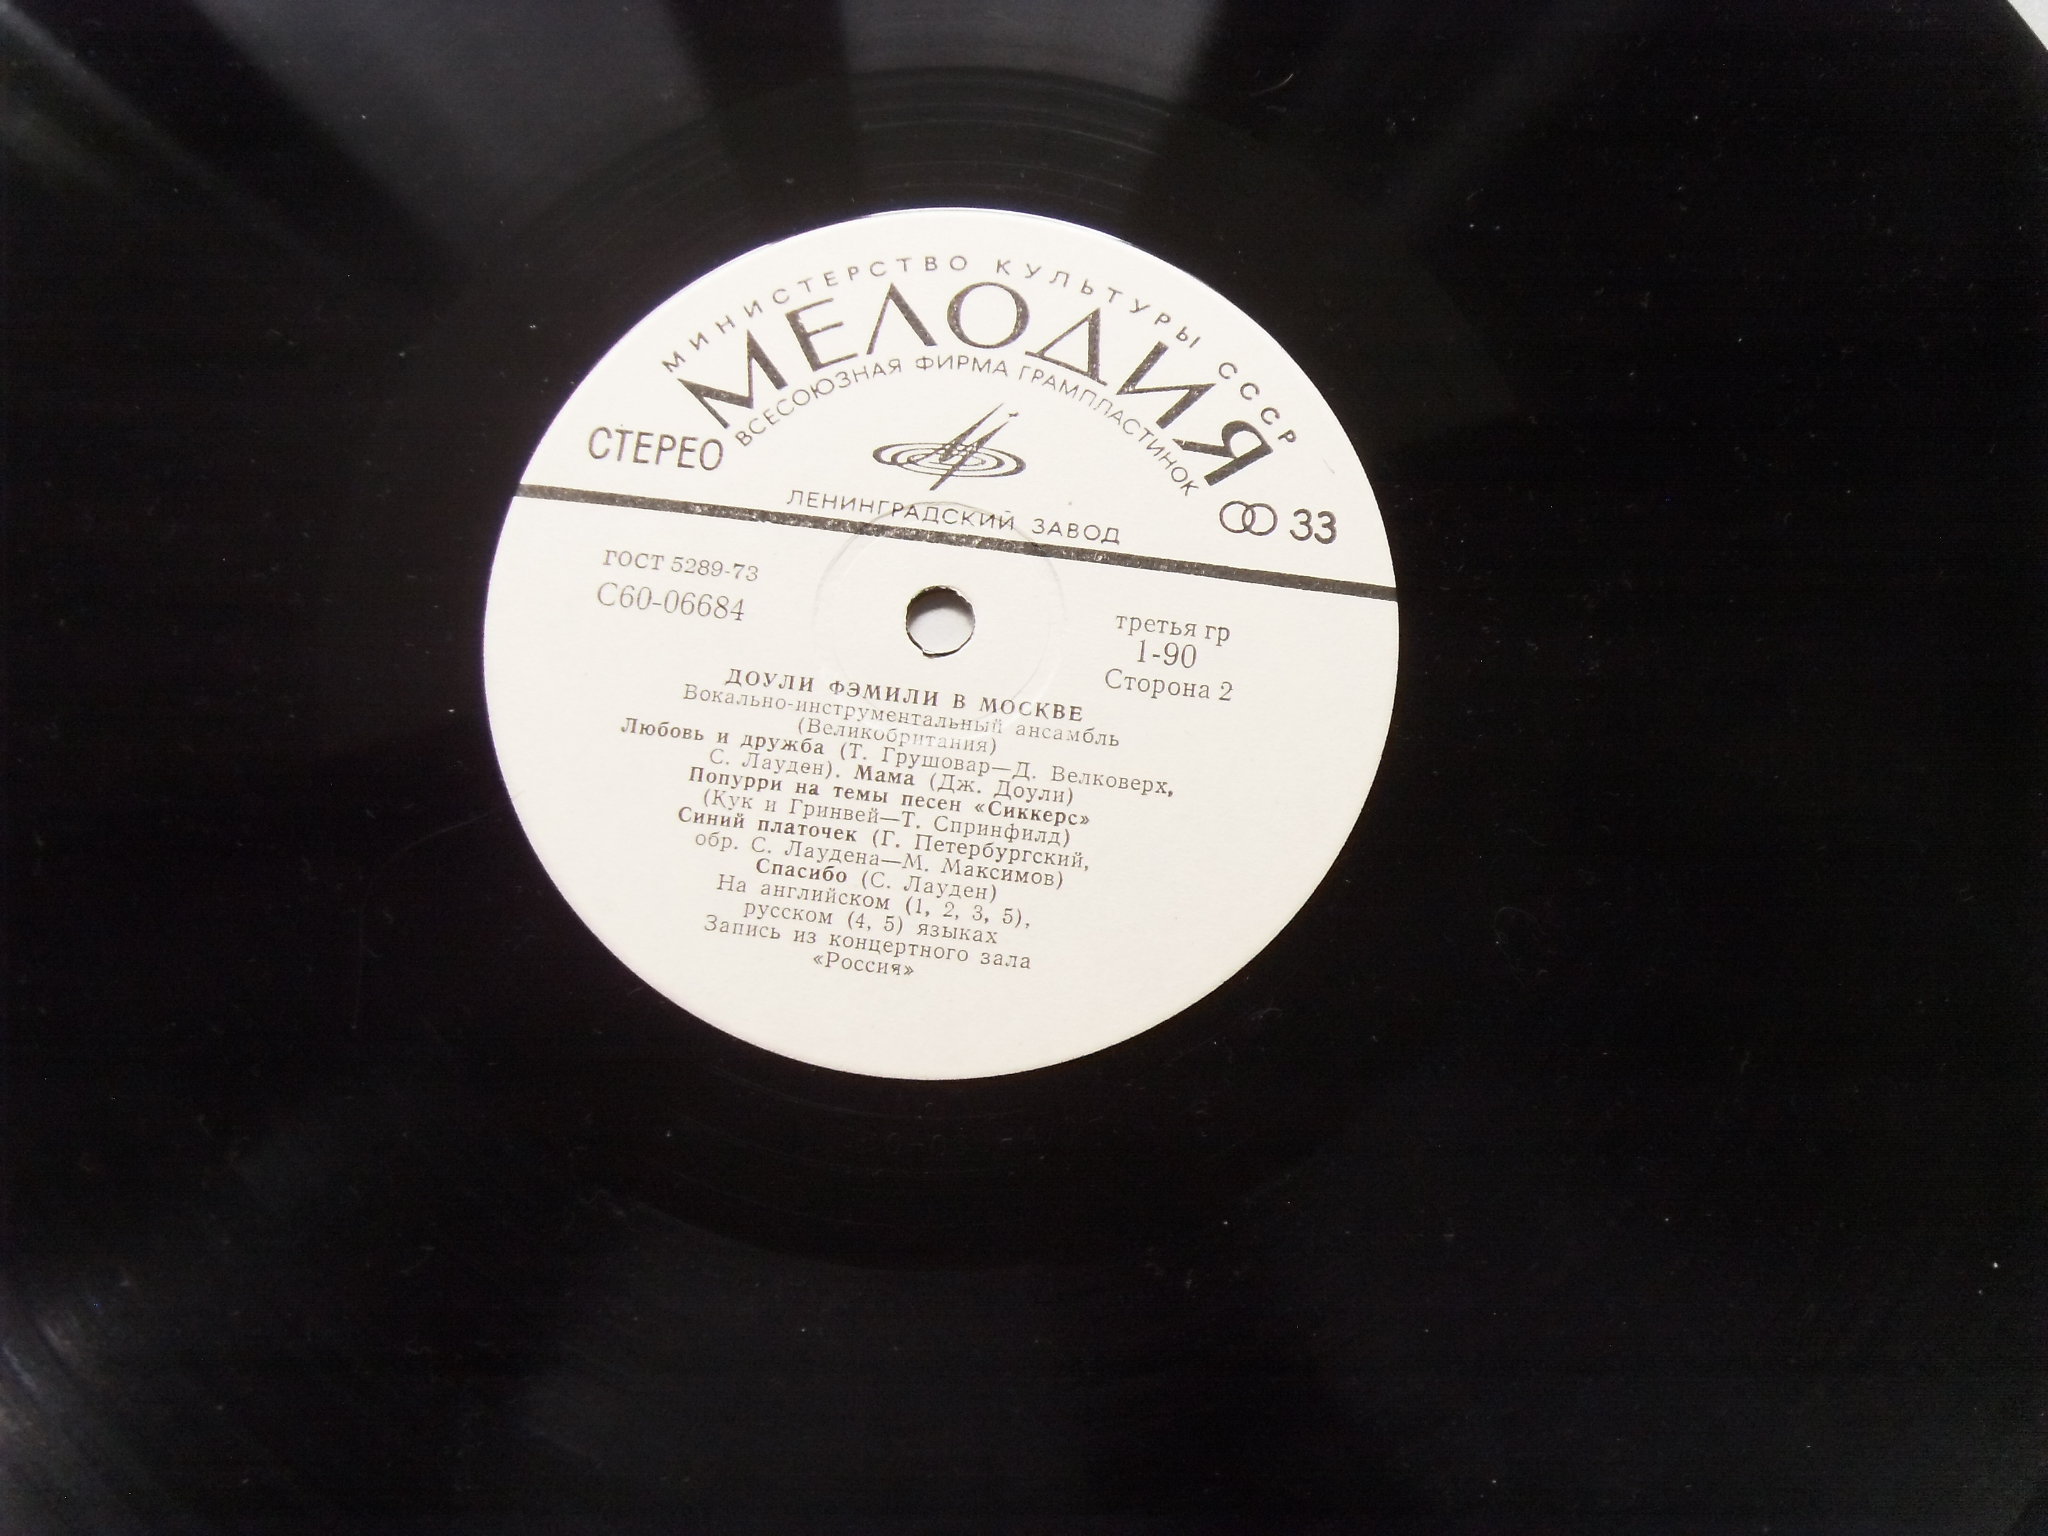 МИНИСТЕРСТВО КУЛЬТУРЫ СССР
МЕЛОДИЯ
ВСЕСОЮЗНАЯ ФИРМА ГРАМПЛАСТИНОК
СТЕРЕО
33
ЛЕНИНГРАДСКИЙ ЗАВОД
ГОСТ 5289-73
С60-06684
третья гр
1-90
Сторона 2
ДОУЛИ ФЭМИЛИ В МОСКВЕ
Вокально-инструментальный ансамбль
(Великобритания)
Любовь и дружба (Т. Грушовар—Д. Велковерх,
С. Лауден). Мама (Дж. Доули)
Попурри на темы песен «Сиккерс»
(Кук и Гринвей—Т. Спринфилд)
Синий платочек (Г. Петербургский,
обр. С. Лаудена—М. Максимов)
Спасибо (С. Лауден)
На английском (1, 2, 3, 5),
русском (4, 5) языках
Запись из концертного зала
«Россия»